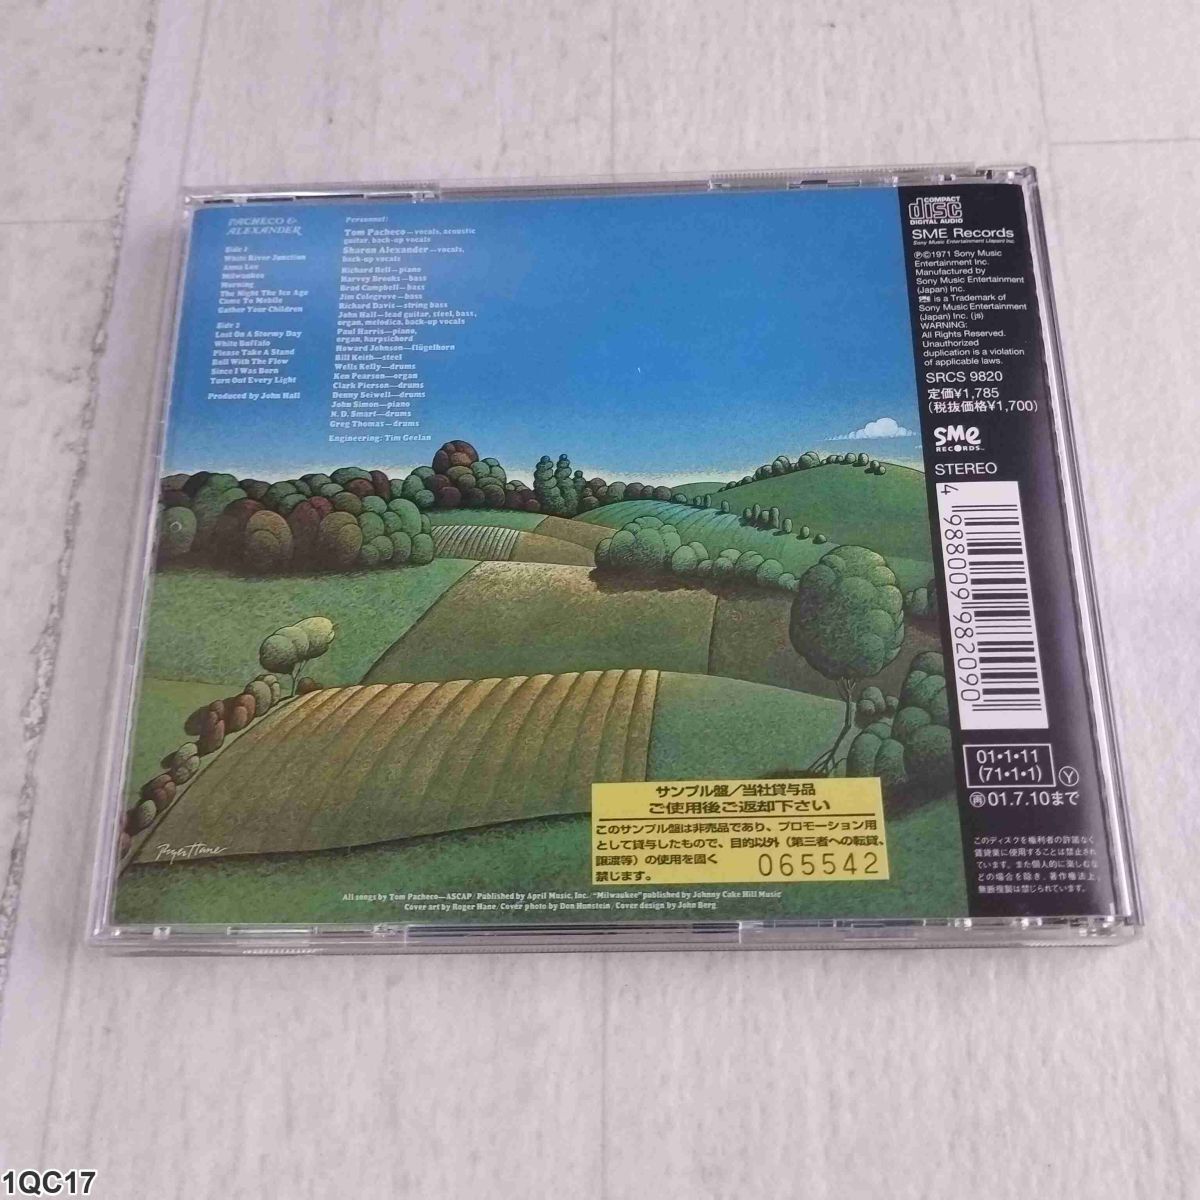 PACHECO &
ALEXANDER
Side 1
White River Junction
Anna Lee
Milwaukee
Morning
The Night The Ice Age
Came To Mobile
Gather Your Children
Side 2
Lost On A Stormy Day
White Buffalo
Please Take A Stand
Roll With The Flow
Since I Was Born
Turn Out Every Light
Produced by John Hall
Personnel:
Tom Pacheco—vocals, acoustic
guitar, back-up vocals
Sharon Alexander—vocals,
back-up vocals
Richard Bell—piano
Harvey Brooks—bass
Brad Campbell—bass
Jim Colegrove—bass
Richard Davis—string bass
John Hall—lead guitar, steel, bass,
organ, melodica, back-up vocals
Paul Harris—piano,
organ, harpsichord
Howard Johnson—flügelhorn
Bill Keith—steel
Wells Kelly—drums
Ken Pearson—organ
Clark Pierson—drums
Denny Seiwell—drums
John Simon—piano
N. D. Smart—drums
Greg Thomas—drums
Engineering: Tim Geelan
Roger Hane
All songs by Tom Pacheco—ASCAP/Published by April Music, Inc./"Milwaukee" published by Johnny Cake Hill Music
Cover art by Roger Hane/Cover photo by Don Hunstein/Cover design by John Berg
サンプル盤/当社貸与品
ご使用後ご返却下さい
このサンプル盤は非売品であり、プロモーション用
として貸与したもので、目的以外(第三者への転貸、
譲渡等)の使用を固く
禁じます。
065542
COMPACT
disc
DIGITAL AUDIO
SME Records
Sony Music Entertainment (Japan) Inc.
Ⓟ©1971 Sony Music
Entertainment Inc.
Manufactured by
Sony Music Entertainment
(Japan) Inc.
is a Trademark of
Sony Music Entertainment
(Japan) Inc. (js)
WARNING:
All Rights Reserved.
Unauthorized
duplication is a violation
of applicable laws.
SRCS 9820
定価¥1,785
(税抜価格¥1,700)
SMe
RECORDS
STEREO
4 988009 982090
01•1•11
(71•1•1)
Ⓨ
再01.7.10まで
このディスクを権利者の許諾なく
賃貸業に使用することは禁止され
ています。また個人的に楽しむな
どの場合を除き、著作権法上、
無断複製は禁じられています。
1QC17